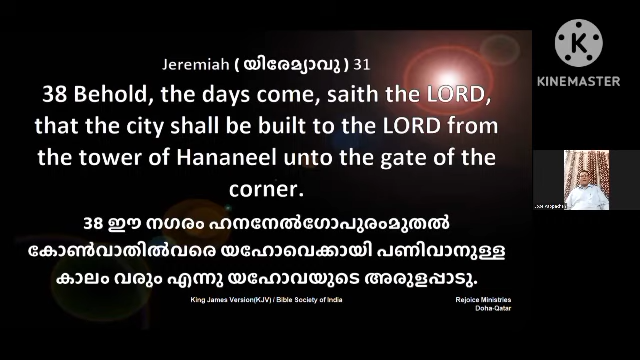 Jeremiah ( യിരേമ്യാവു ) 31
38 Behold, the days come, saith the LORD,
that the city shall be built to the LORD from
the tower of Hananeel unto the gate of the
corner.
38 ഈ നഗരം ഹനനേൽഗോപുരംമുതൽ
കോൺവാതിൽവരെ യഹോവെക്കായി പണിവാനുള്ള
കാലം വരും എന്നു യഹോവയുടെ അരുളപ്പാടു.
King James Version(KJV) / Bible Society of India
Rejoice Ministries
Doha-Qatar
K
KINEMASTER